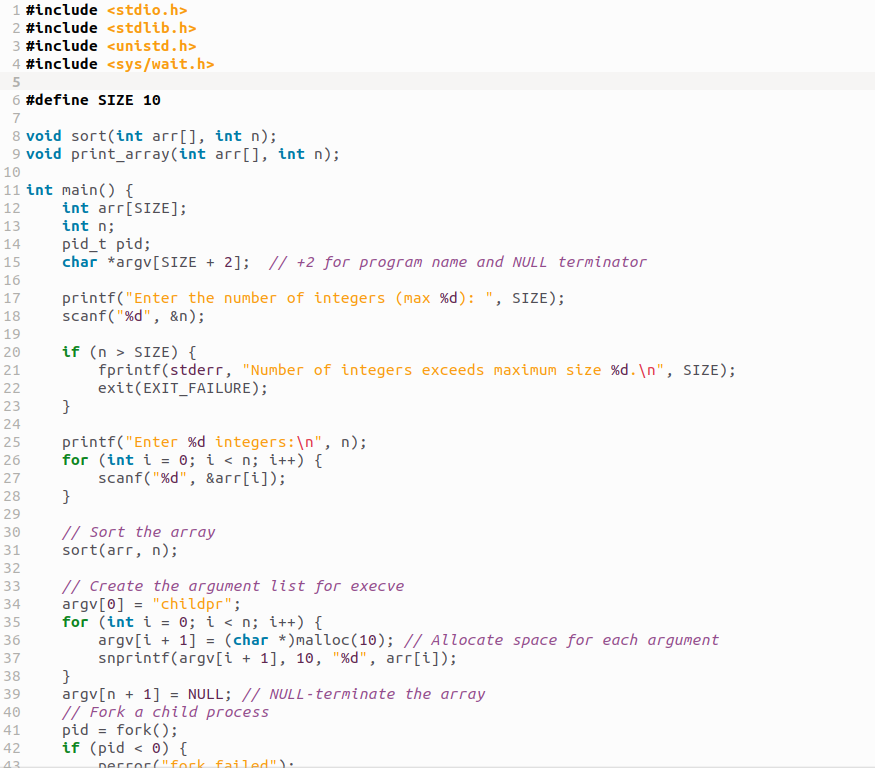 1 #include <stdio.h>
2 #include <stdlib.h>
3 #include <unistd.h>
4 #include <sys/wait.h>
5
6 #define SIZE 10
7
8 void sort(int arr[], int n);
9 void print_array(int arr[], int n);
10
11 int main() {
12     int arr[SIZE];
13     int n;
14     pid_t pid;
15     char *argv[SIZE + 2];  // +2 for program name and NULL terminator
16
17     printf("Enter the number of integers (max %d): ", SIZE);
18     scanf("%d", &n);
19
20     if (n > SIZE) {
21         fprintf(stderr, "Number of integers exceeds maximum size %d.\n", SIZE);
22         exit(EXIT_FAILURE);
23     }
24
25     printf("Enter %d integers:\n", n);
26     for (int i = 0; i < n; i++) {
27         scanf("%d", &arr[i]);
28     }
29
30     // Sort the array
31     sort(arr, n);
32
33     // Create the argument list for execve
34     argv[0] = "childpr";
35     for (int i = 0; i < n; i++) {
36         argv[i + 1] = (char *)malloc(10); // Allocate space for each argument
37         snprintf(argv[i + 1], 10, "%d", arr[i]);
38     }
39     argv[n + 1] = NULL; // NULL-terminate the array
40     // Fork a child process
41     pid = fork();
42     if (pid < 0) {
43         perror("fork failed");